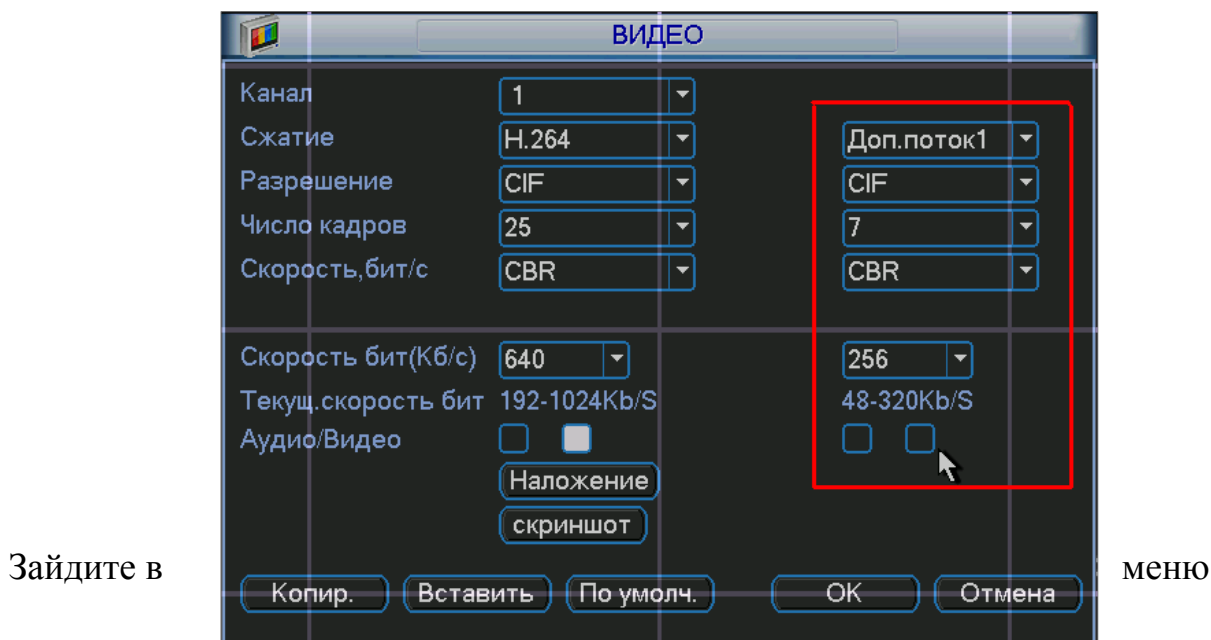 ВИДЕО
Канал 1
Сжатие H.264 Доп.поток1
Разрешение CIF CIF
Число кадров 25 7
Скорость,бит/с CBR CBR
Скорость бит(Кб/с) 640 256
Текущ.скорость бит 192-1024Kb/S 48-320Kb/S
Аудио/Видео
Наложение
скриншот
Зайдите в меню
Копир. Вставить По умолч. OK Отмена